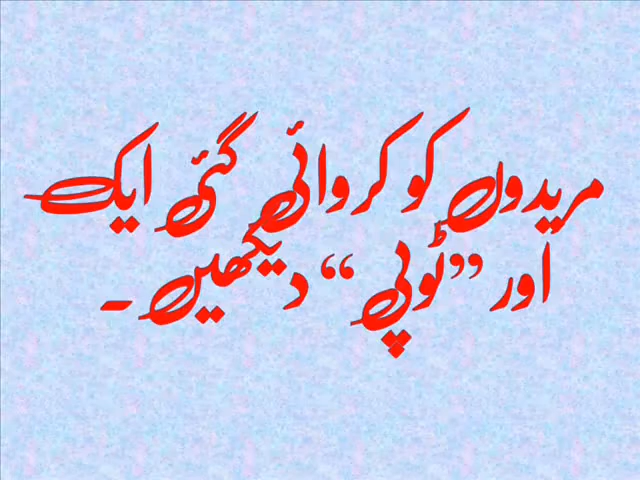 مریدوں کو کروائی گئی ایک
اور ”ٹوپی“ دیکھیں ۔